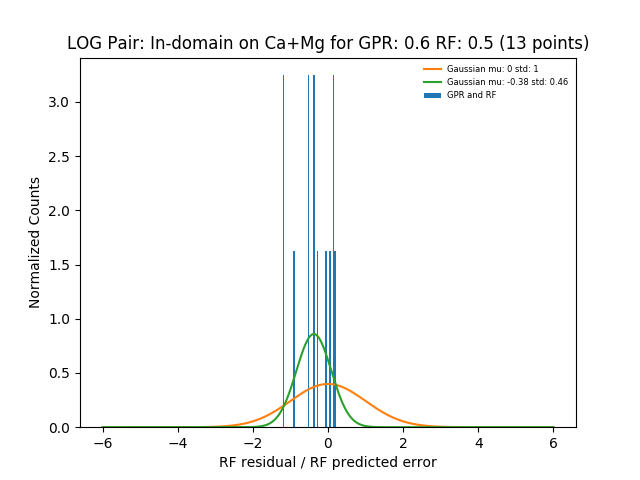 LOG Pair: In-domain on Ca+Mg for GPR: 0.6 RF: 0.5 (13 points)
Gaussian mu: 0 std: 1
Gaussian mu: -0.38 std: 0.46
GPR and RF
Normalized Counts
3.0
2.5
2.0
1.5
1.0
0.5
0.0
−6 −4 −2 0 2 4 6
RF residual / RF predicted error